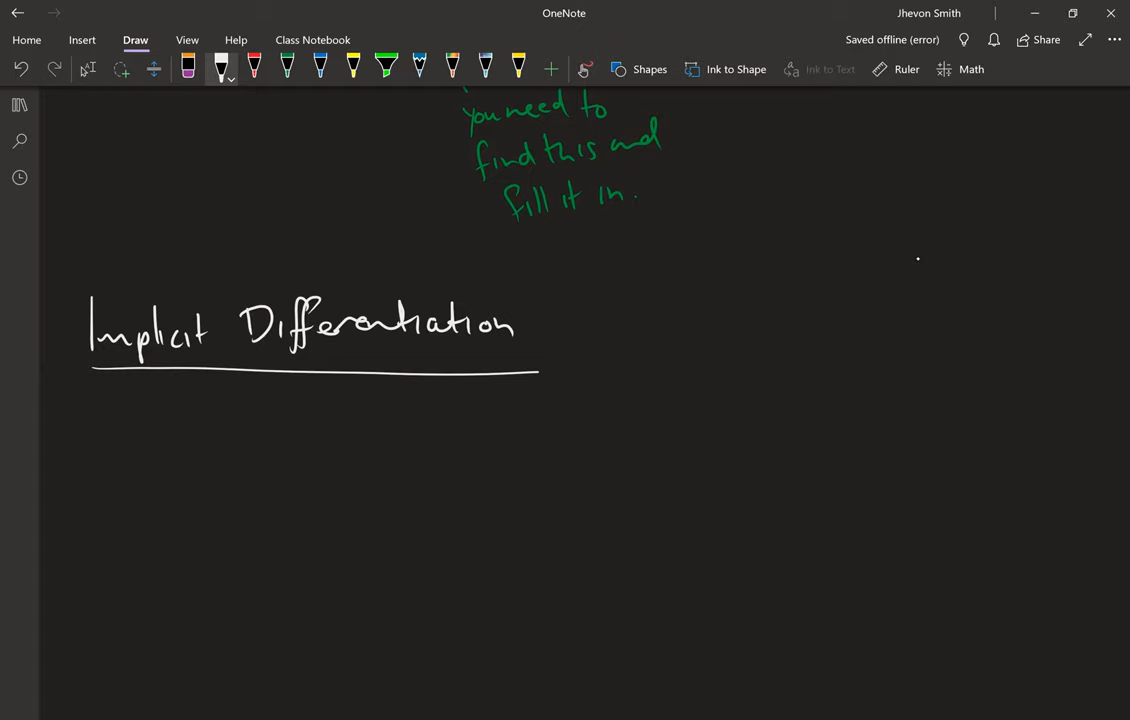 OneNote
Jhevon Smith
Home Insert Draw View Help Class Notebook
Saved offline (error) Share
Shapes Ink to Shape Ink to Text Ruler Math
you need to
find this and
fill it in.
Implicit Differentiation